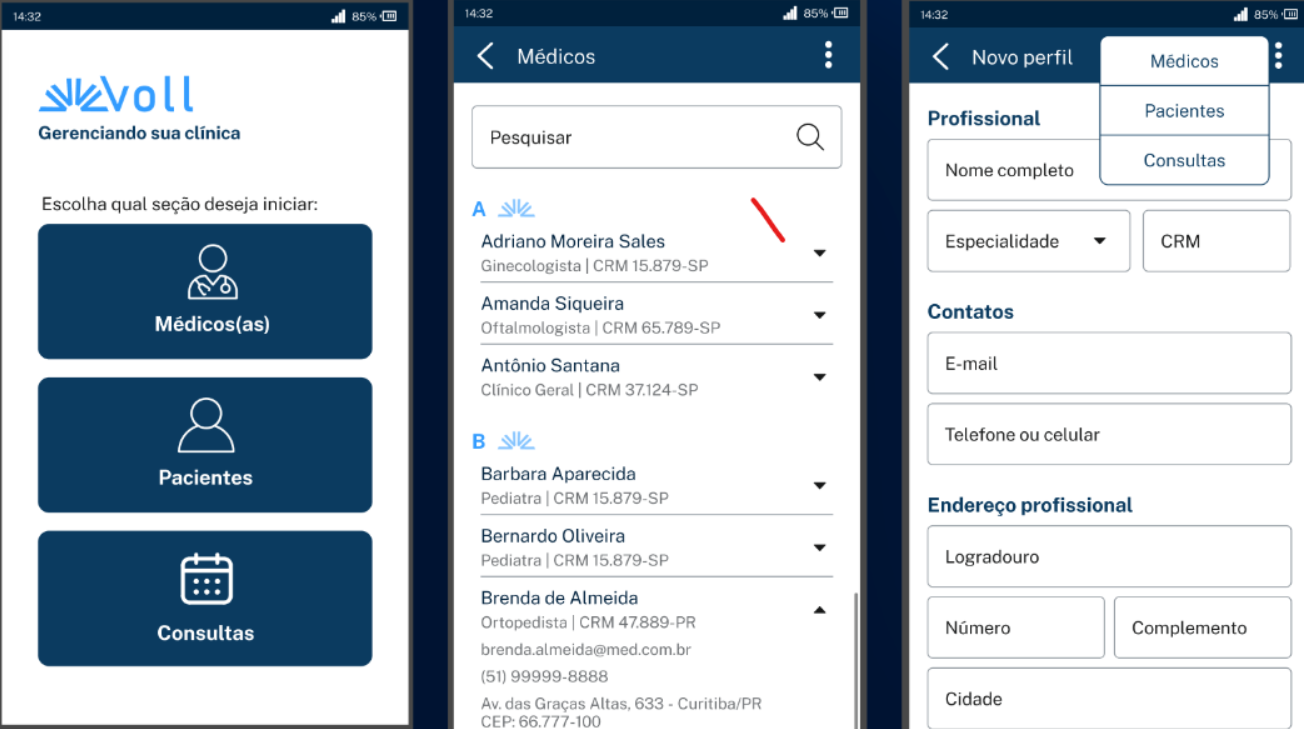 14:32
85%
Voll
Gerenciando sua clínica
Escolha qual seção deseja iniciar:
Médicos(as)
Pacientes
Consultas
14:32
85%
Médicos
Pesquisar
A
Adriano Moreira Sales
Ginecologista | CRM 15.879-SP
Amanda Siqueira
Oftalmologista | CRM 65.789-SP
Antônio Santana
Clínico Geral | CRM 37.124-SP
B
Barbara Aparecida
Pediatra | CRM 15.879-SP
Bernardo Oliveira
Pediatra | CRM 15.879-SP
Brenda de Almeida
Ortopedista | CRM 47.889-PR
brenda.almeida@med.com.br
(51) 99999-8888
Av. das Graças Altas, 633 - Curitiba/PR
CEP: 66.777-100
14:32
85%
Novo perfil
Médicos
Pacientes
Consultas
Profissional
Nome completo
Especialidade
CRM
Contatos
E-mail
Telefone ou celular
Endereço profissional
Logradouro
Número
Complemento
Cidade